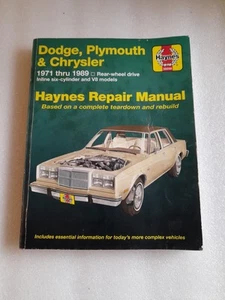 Dodge, Plymouth
& Chrysler
Haynes
1971 thru 1989 □ Rear-wheel drive
Inline six-cylinder and V8 models
Haynes Repair Manual
Based on a complete teardown and rebuild
Includes essential information for today's more complex vehicles